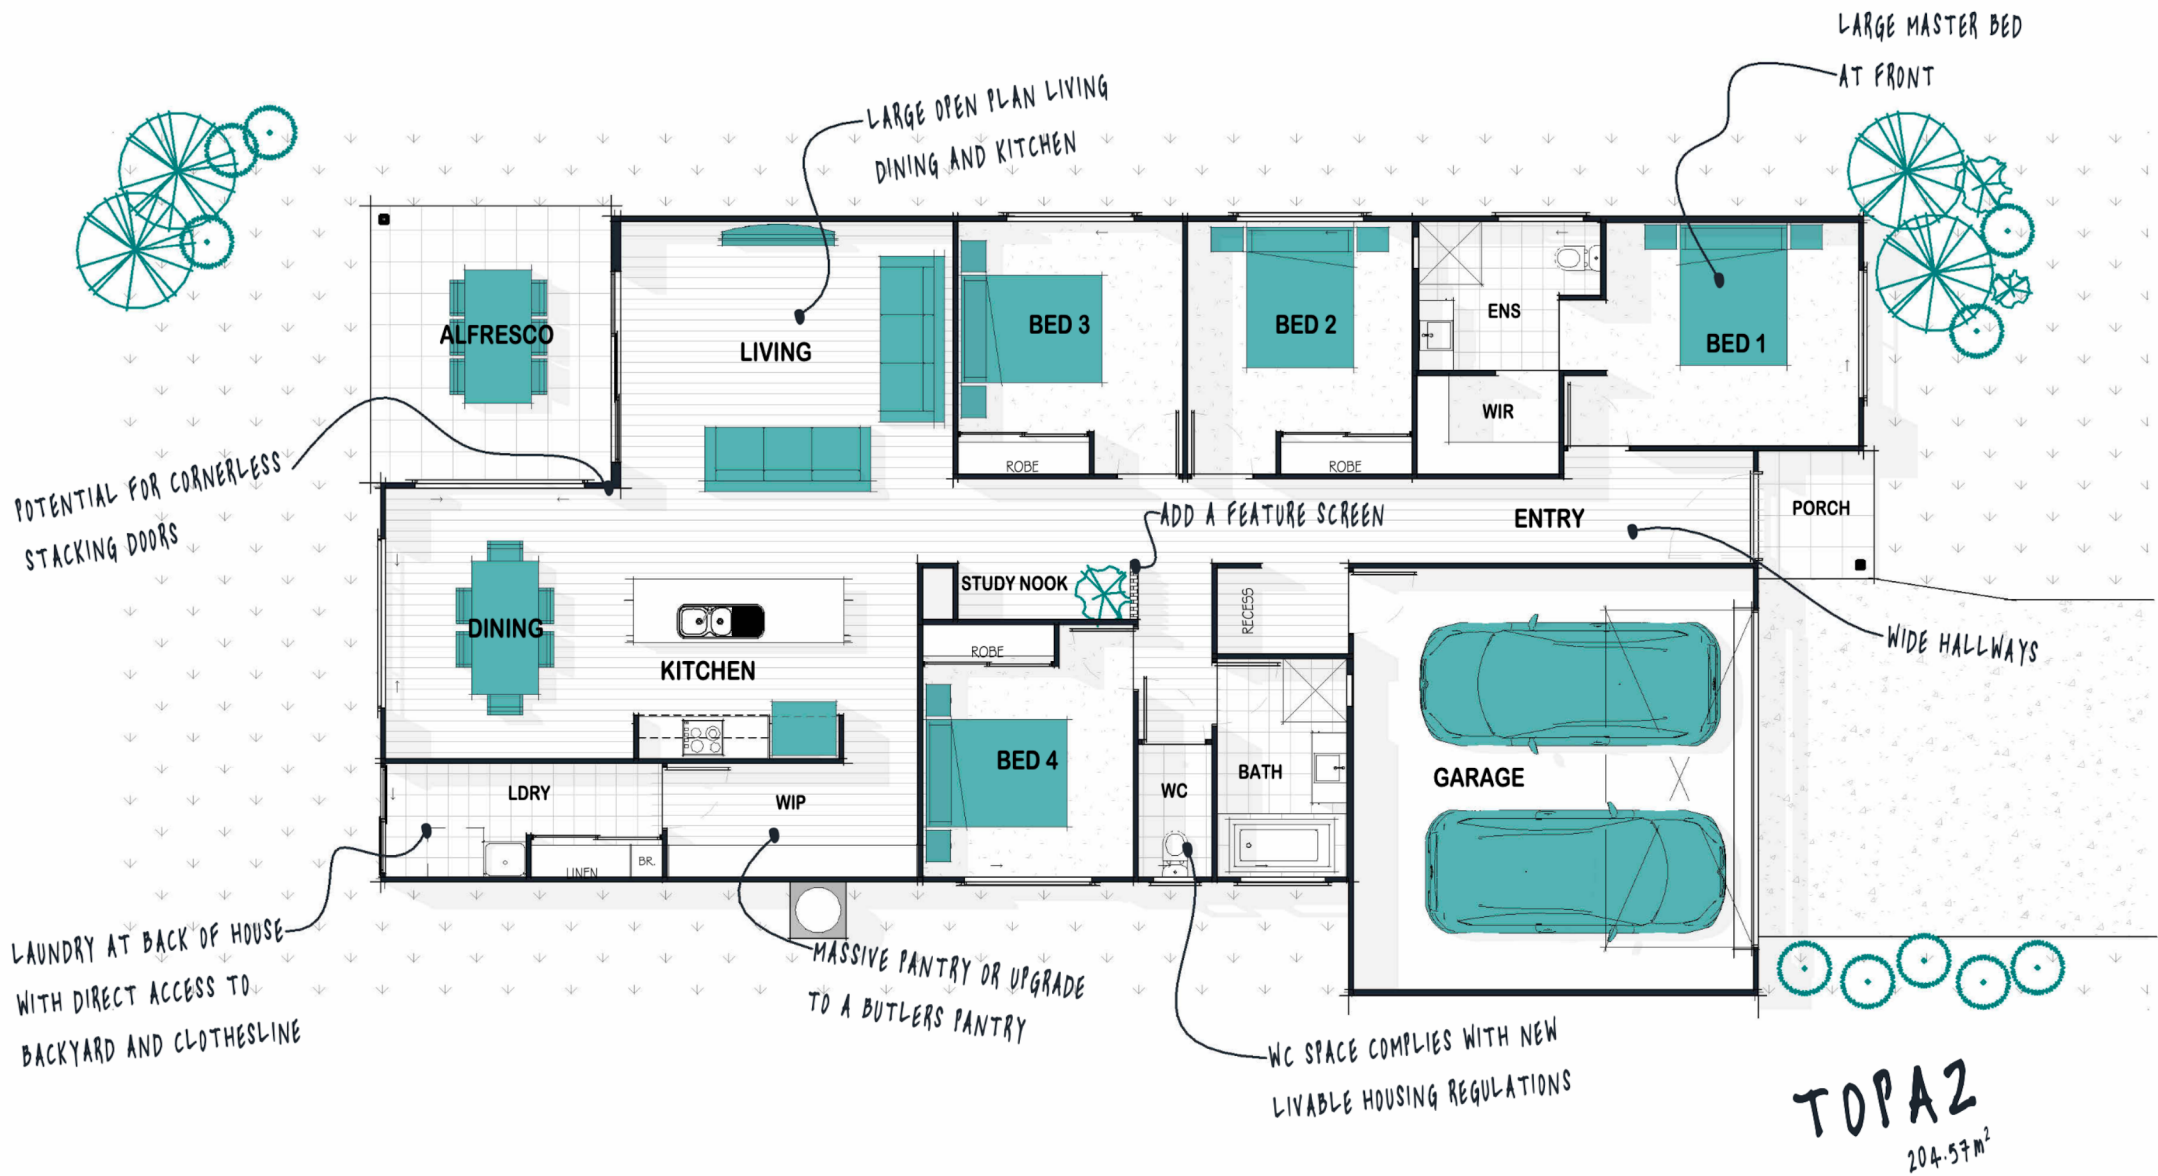 LARGE MASTER BED
AT FRONT
LARGE OPEN PLAN LIVING
DINING AND KITCHEN
ALFRESCO
LIVING
BED 3
BED 2
ENS
BED 1
WIR
ROBE
ROBE
POTENTIAL FOR CORNERLESS
STACKING DOORS
ADD A FEATURE SCREEN
ENTRY
PORCH
STUDY NOOK
RECESS
DINING
KITCHEN
ROBE
WIDE HALLWAYS
BED 4
WC
BATH
GARAGE
LDRY
WIP
LINEN
BR.
LAUNDRY AT BACK OF HOUSE
WITH DIRECT ACCESS TO
BACKYARD AND CLOTHESLINE
MASSIVE PANTRY OR UPGRADE
TO A BUTLERS PANTRY
WC SPACE COMPLIES WITH NEW
LIVABLE HOUSING REGULATIONS
TOPAZ
204.57m²